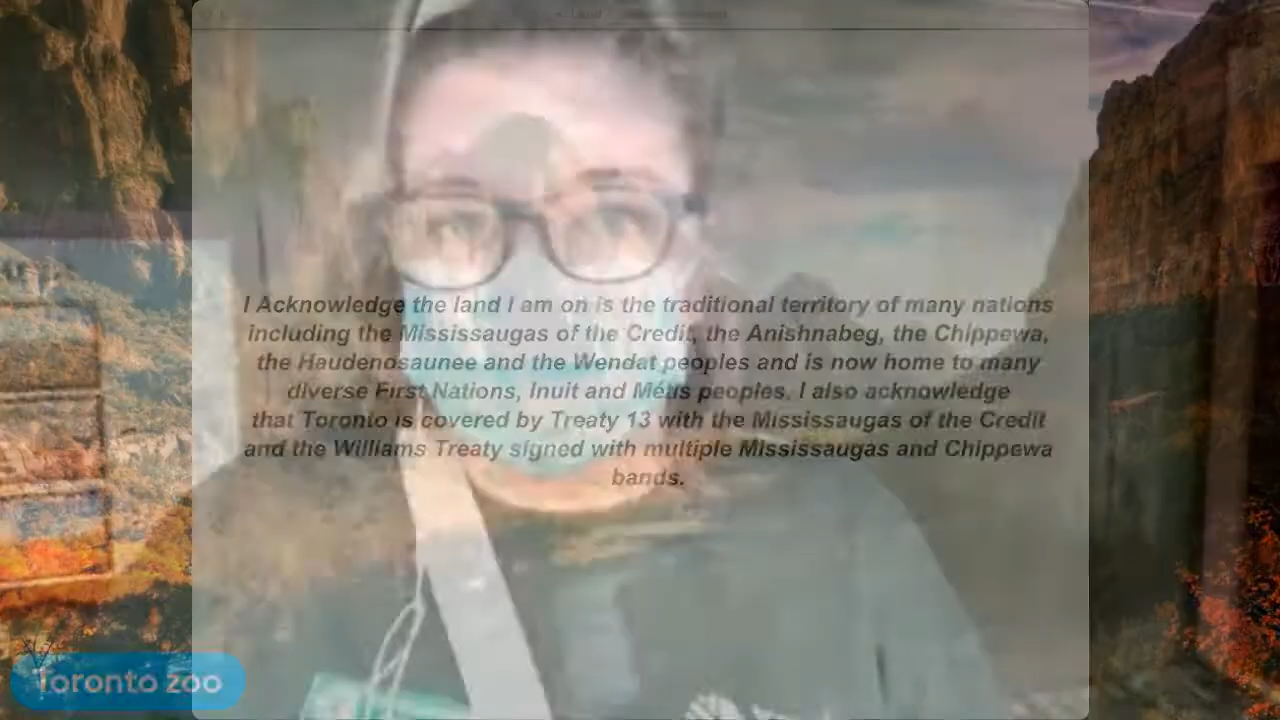 I Acknowledge the land I am on is the traditional territory of many nations
including the Mississaugas of the Credit, the Anishnabeg, the Chippewa,
the Haudenosaunee and the Wendat peoples and is now home to many
diverse First Nations, Inuit and Métis peoples. I also acknowledge
that Toronto is covered by Treaty 13 with the Mississaugas of the Credit
and the Williams Treaty signed with multiple Mississaugas and Chippewa
bands.
Toronto zoo